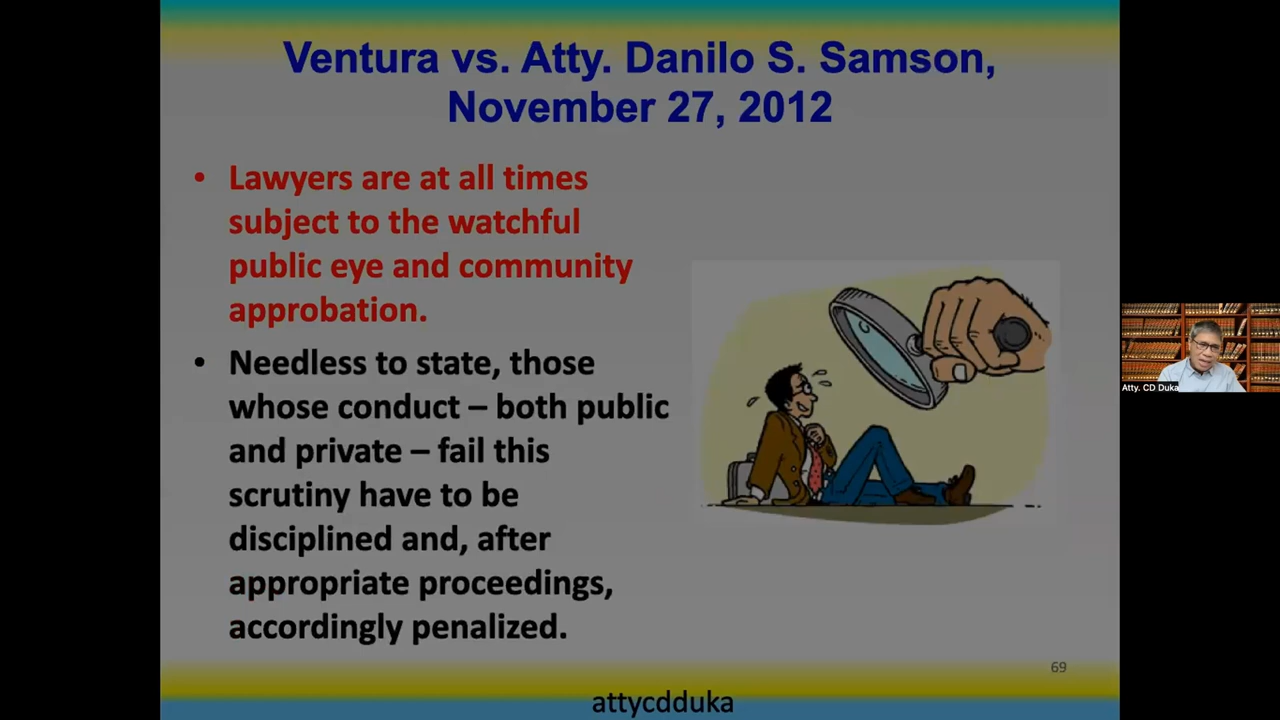 Ventura vs. Atty. Danilo S. Samson,
November 27, 2012
• Lawyers are at all times
subject to the watchful
public eye and community
approbation.
• Needless to state, those
whose conduct – both public
and private – fail this
scrutiny have to be
disciplined and, after
appropriate proceedings,
accordingly penalized.
69
attycdduka
Atty. CD Duka